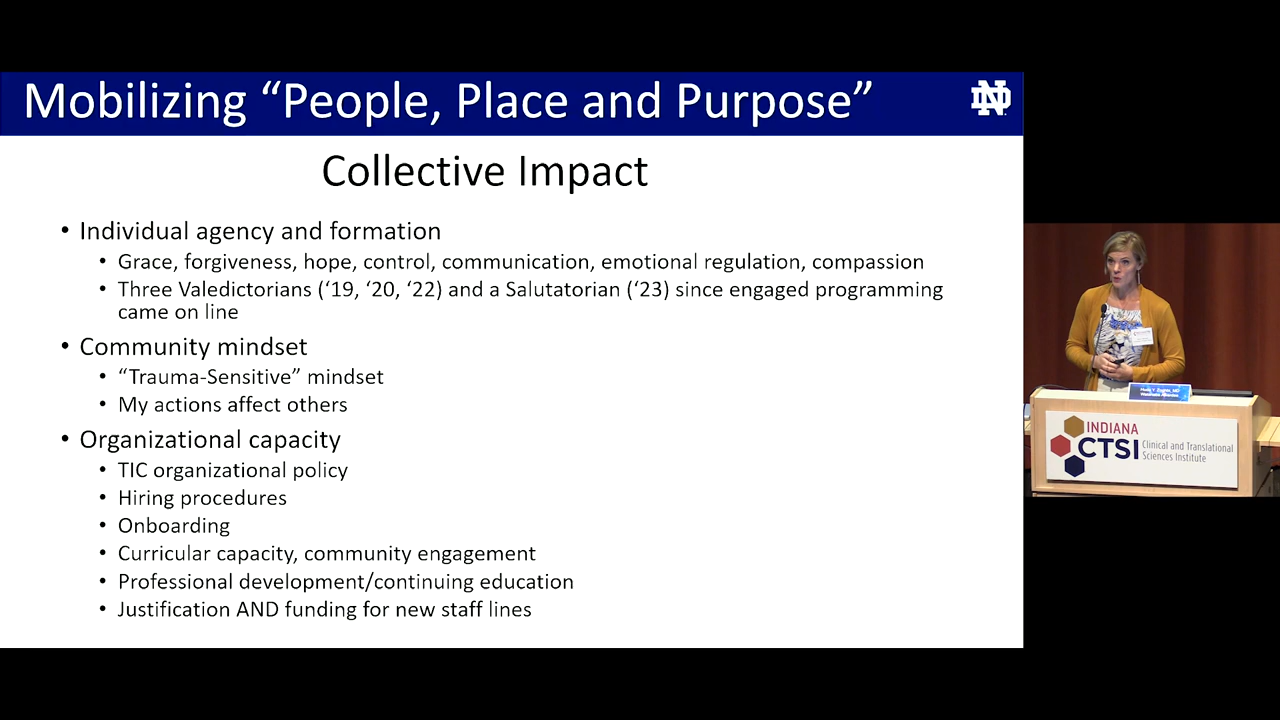 Mobilizing “People, Place and Purpose”
ND
Collective Impact
• Individual agency and formation
• Grace, forgiveness, hope, control, communication, emotional regulation, compassion
• Three Valedictorians (‘19, ‘20, ‘22) and a Salutatorian (‘23) since engaged programming
came on line
• Community mindset
• “Trauma-Sensitive” mindset
• My actions affect others
• Organizational capacity
• TIC organizational policy
• Hiring procedures
• Onboarding
• Curricular capacity, community engagement
• Professional development/continuing education
• Justification AND funding for new staff lines
INDIANA
CTSI
Clinical and Translational
Sciences Institute